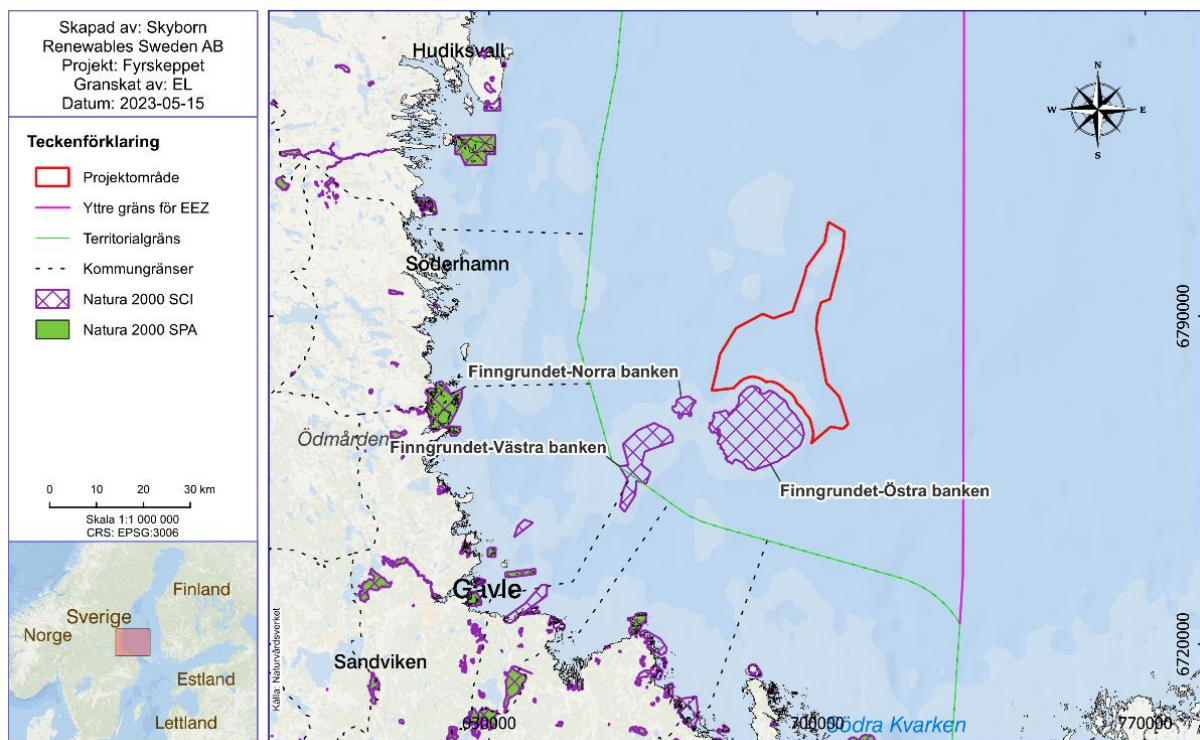 Skapad av: Skyborn
Renewables Sweden AB
Projekt: Fyrskeppet
Granskat av: EL
Datum: 2023-05-15
Teckenförklaring
Projektområde
Yttre gräns för EEZ
Territorialgräns
Kommungränser
Natura 2000 SCI
Natura 2000 SPA
0 10 20 30 km
Skala 1:1 000 000
CRS: EPSG:3006
Finland
Sverige
Norge
Estland
Lettland
Hudiksvall
N
W E
S
Söderhamn
6790000
Finngrundet-Norra banken
Ödmården
Finngrundet-Västra banken
Finngrundet-Östra banken
Gävle
Källa: Naturvårdsverket
Sandviken
6720000
630000
700000
770000
Södra Kvarken